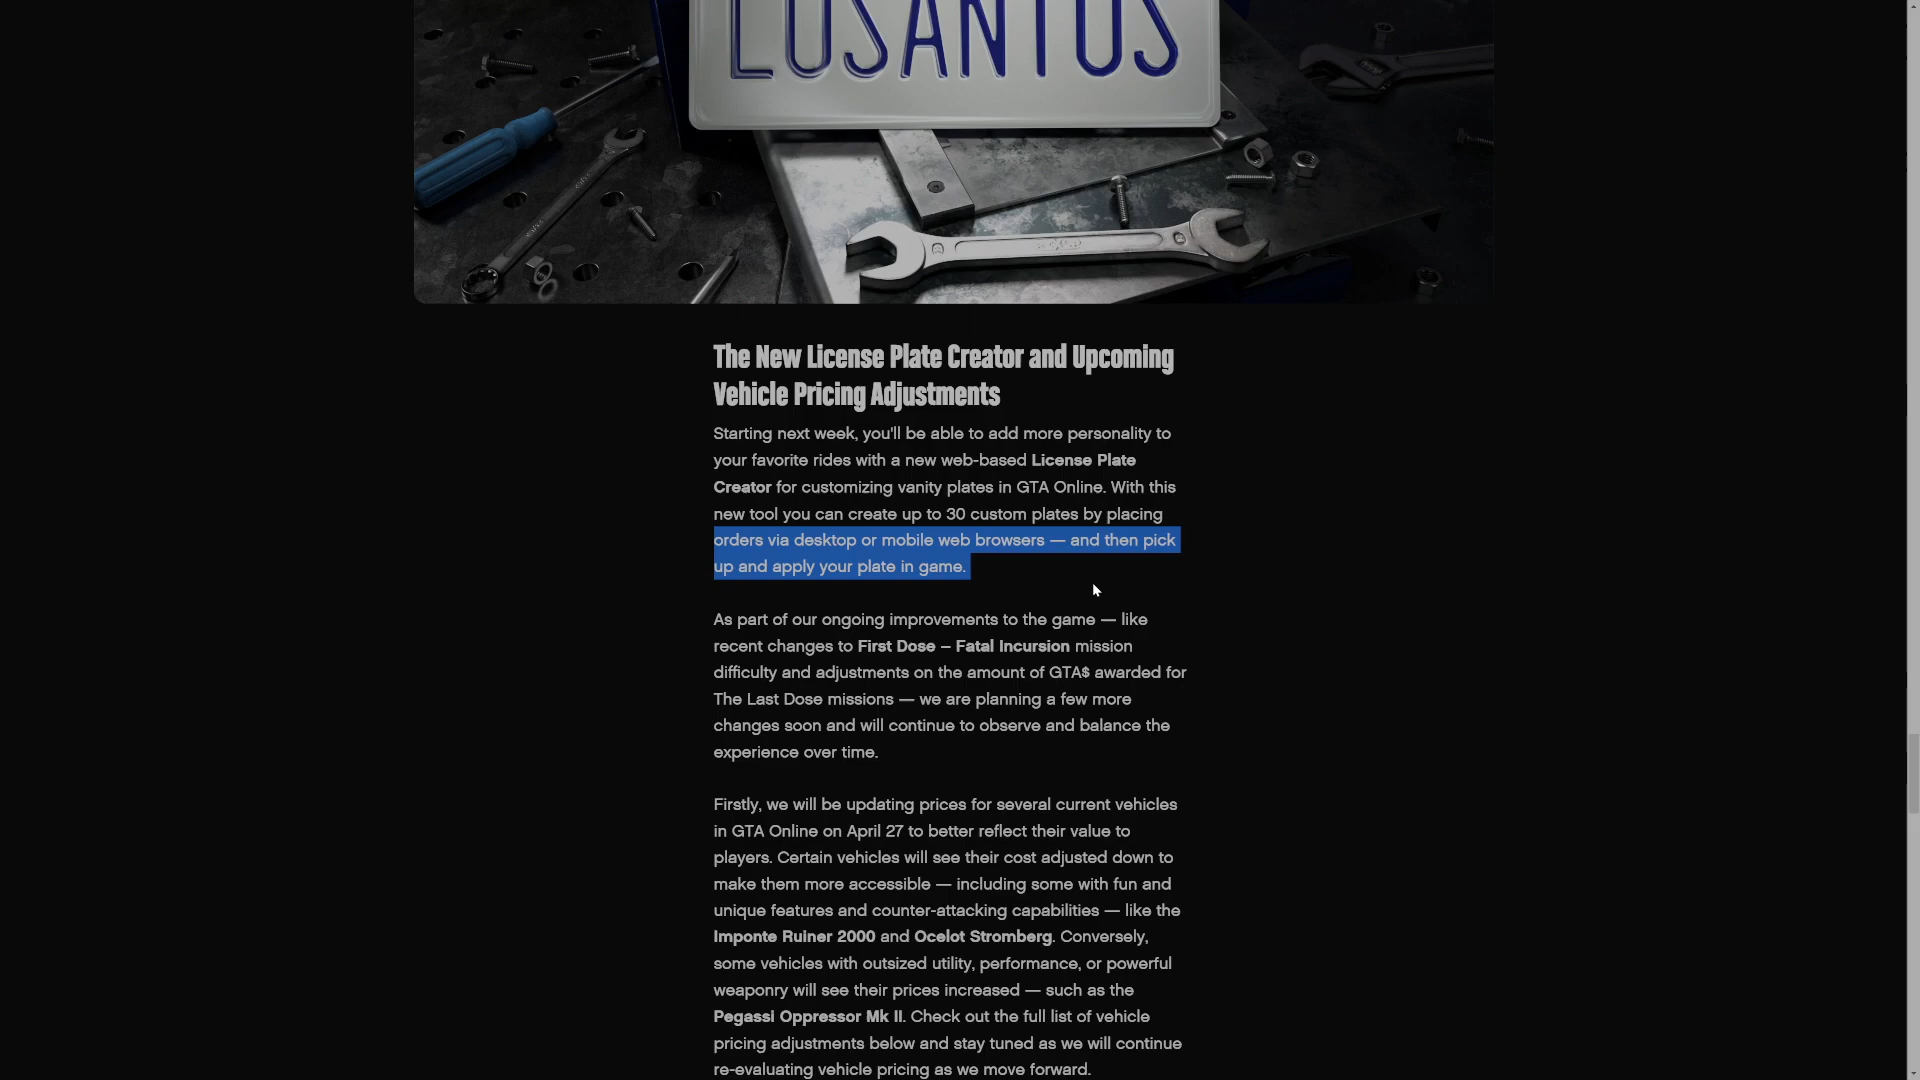 LOSANTOS
The New License Plate Creator and Upcoming
Vehicle Pricing Adjustments
Starting next week, you'll be able to add more personality to
your favorite rides with a new web-based License Plate
Creator for customizing vanity plates in GTA Online. With this
new tool you can create up to 30 custom plates by placing
orders via desktop or mobile web browsers — and then pick
up and apply your plate in game.
As part of our ongoing improvements to the game — like
recent changes to First Dose – Fatal Incursion mission
difficulty and adjustments on the amount of GTA$ awarded for
The Last Dose missions — we are planning a few more
changes soon and will continue to observe and balance the
experience over time.
Firstly, we will be updating prices for several current vehicles
in GTA Online on April 27 to better reflect their value to
players. Certain vehicles will see their cost adjusted down to
make them more accessible — including some with fun and
unique features and counter-attacking capabilities — like the
Imponte Ruiner 2000 and Ocelot Stromberg. Conversely,
some vehicles with outsized utility, performance, or powerful
weaponry will see their prices increased — such as the
Pegassi Oppressor Mk II. Check out the full list of vehicle
pricing adjustments below and stay tuned as we will continue
re-evaluating vehicle pricing as we move forward.